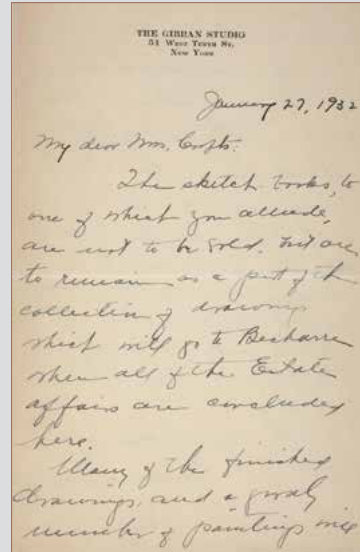 THE GIBRAN STUDIO
51 WEST TENTH ST.
NEW YORK
January 27, 1932
My dear Mrs. Crofts:
The sketch books, to
one of which you allude,
are not to be sold, but are
to remain as a part of the
collection of drawings
which will go to Becharre
when all of the Estate
affairs are concluded
here.
Many of the finished
drawings, and a
number of paintings will